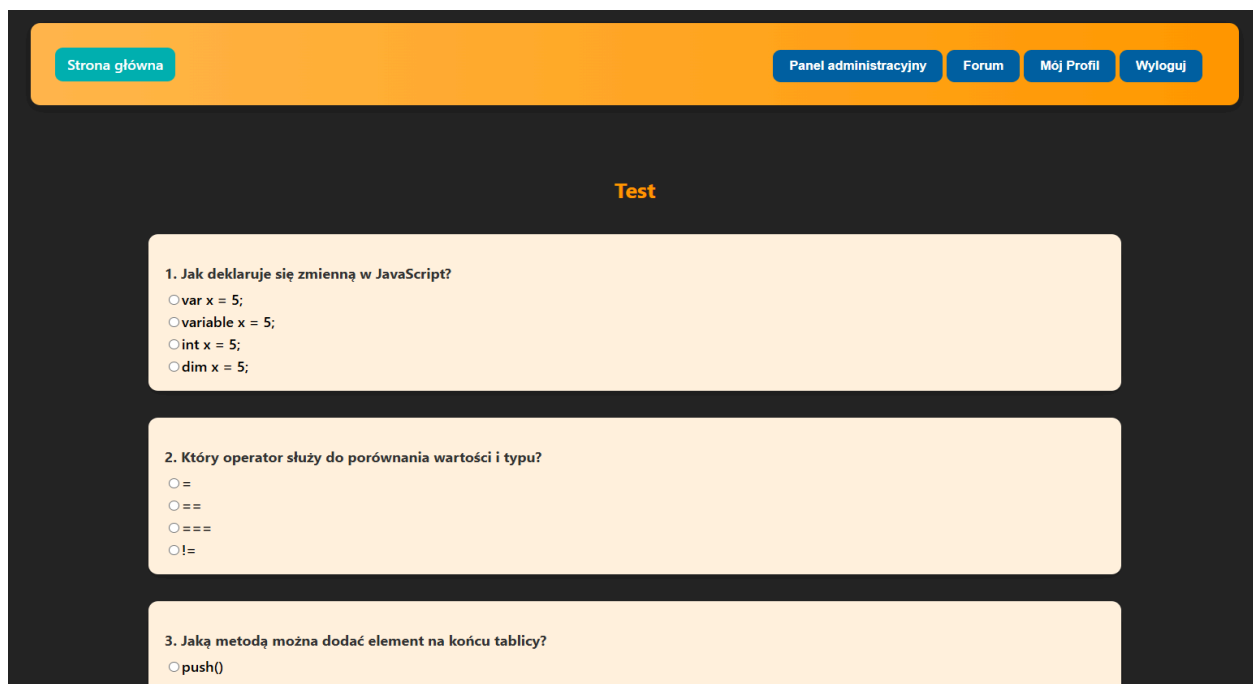 Strona główna
Panel administracyjny Forum Mój Profil Wyloguj
Test
1. Jak deklaruje się zmienną w JavaScript?
var x = 5;
variable x = 5;
int x = 5;
dim x = 5;
2. Który operator służy do porównania wartości i typu?
=
==
===
!=
3. Jaką metodą można dodać element na końcu tablicy?
push()